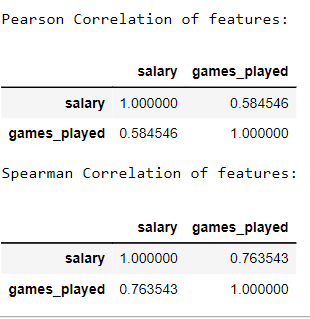 Pearson Correlation of features:
salary games_played
salary 1.000000 0.584546
games_played 0.584546 1.000000
Spearman Correlation of features:
salary games_played
salary 1.000000 0.763543
games_played 0.763543 1.000000